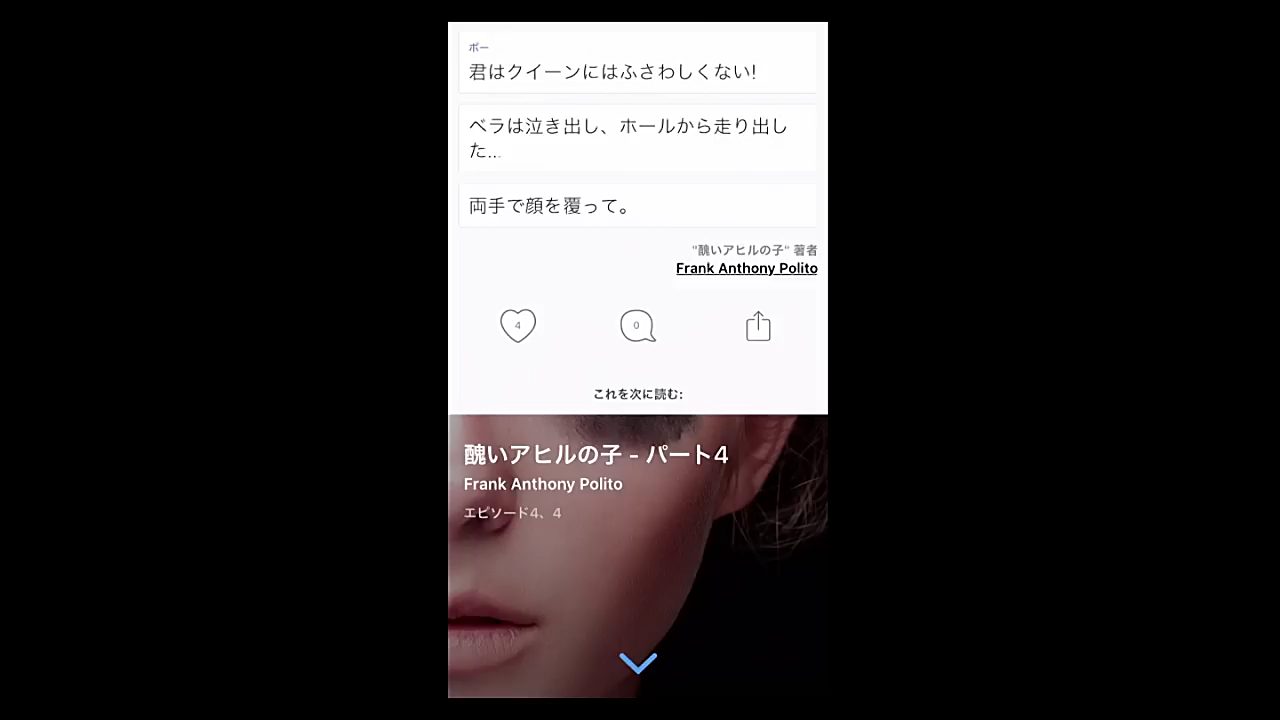 ボー
君はクイーンにはふさわしくない!
ベラは泣き出し、ホールから走り出し
た...
両手で顔を覆って。
"醜いアヒルの子" 著者
Frank Anthony Polito
4
0
これを次に読む:
醜いアヒルの子 - パート4
Frank Anthony Polito
エピソード4、4